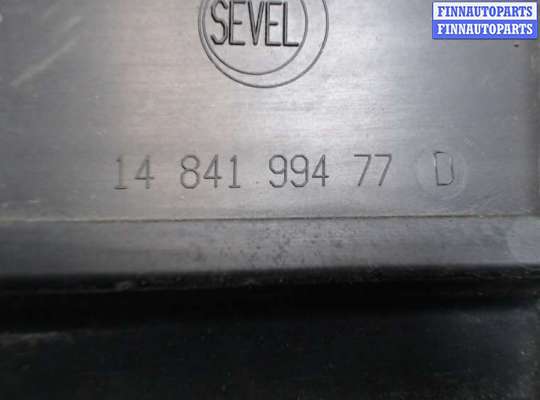 FINNAUTOPARTS
FINNAUTOPARTS
SEVEL
14 841 994 77 D